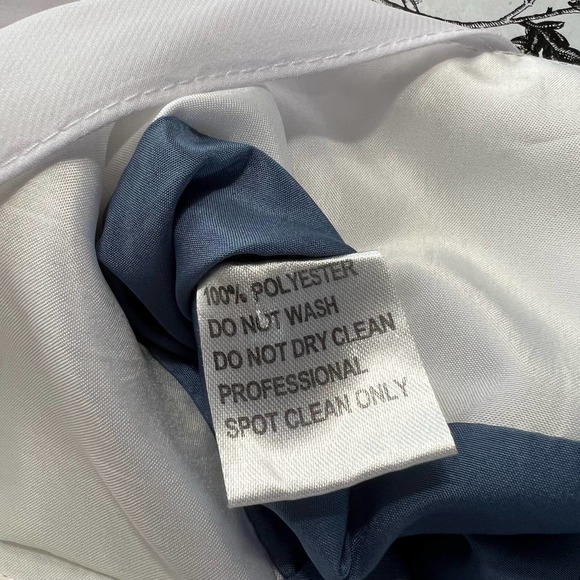 100% POLYESTER
DO NOT WASH
DO NOT DRY CLEAN
PROFESSIONAL
SPOT CLEAN ONLY